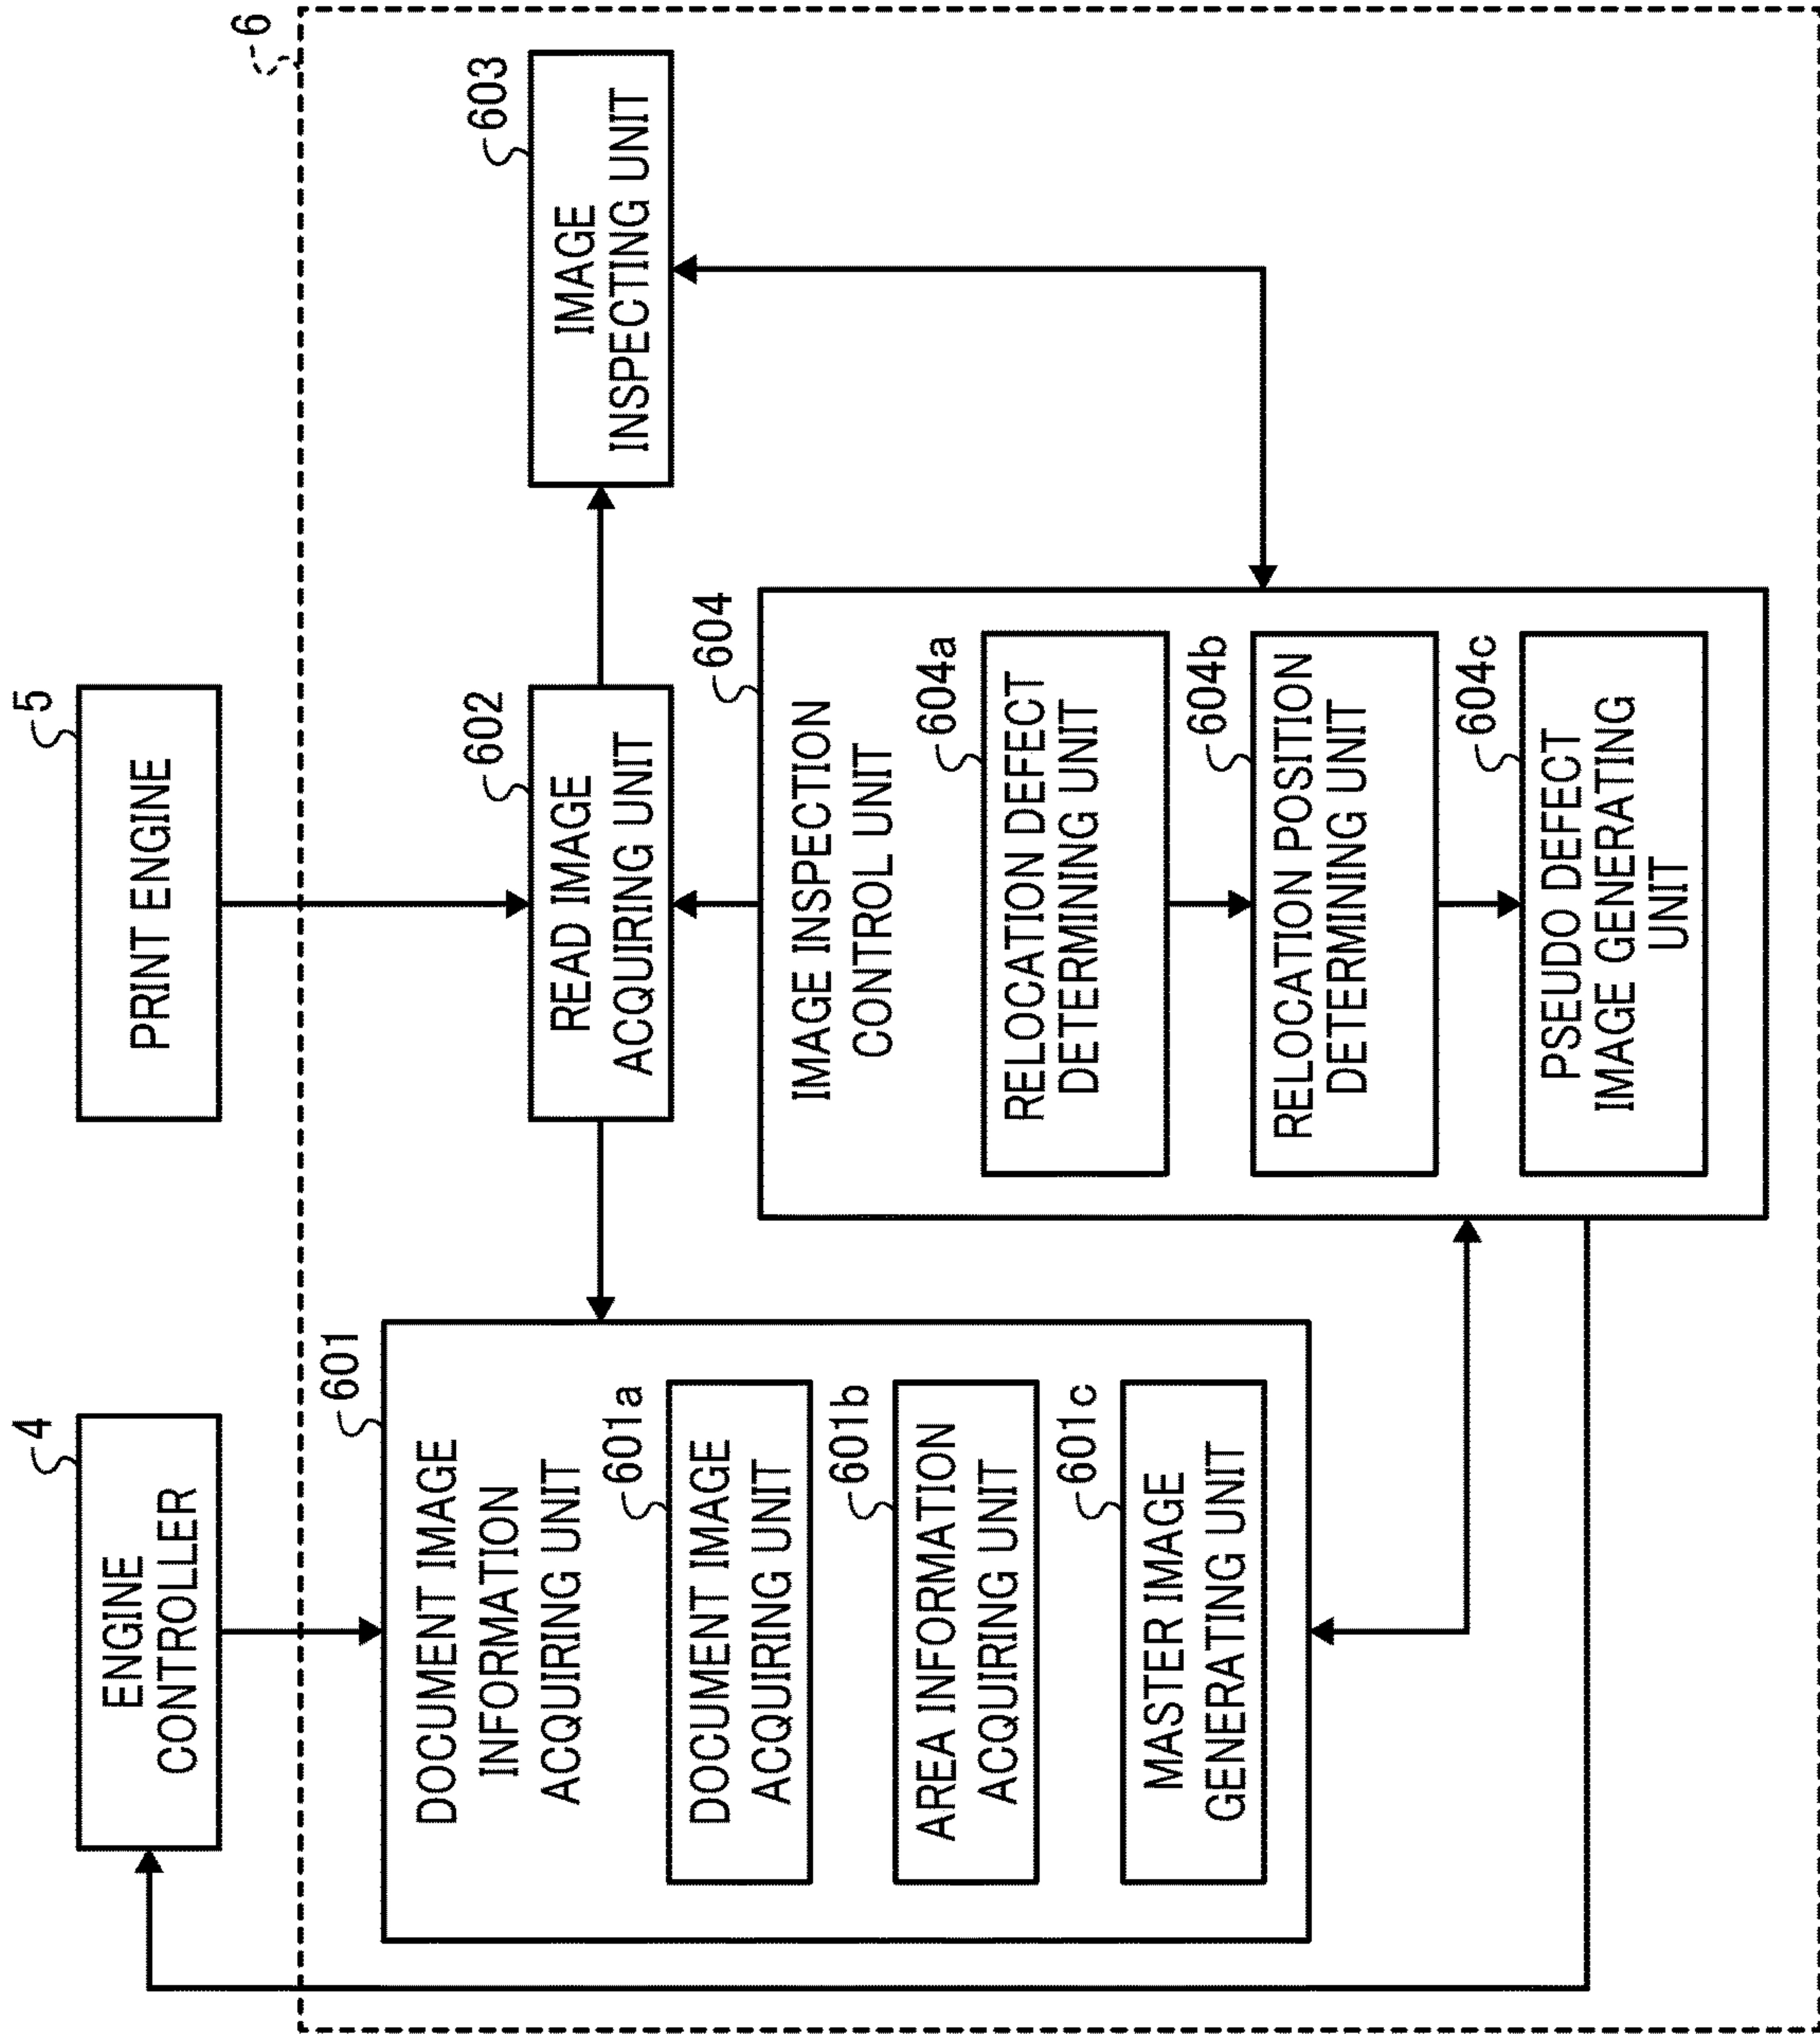 4
ENGINE
CONTROLLER
5
PRINT ENGINE
6
601
DOCUMENT IMAGE
INFORMATION
ACQUIRING UNIT
601a
DOCUMENT IMAGE
ACQUIRING UNIT
601b
AREA INFORMATION
ACQUIRING UNIT
601c
MASTER IMAGE
GENERATING UNIT
602
READ IMAGE
ACQUIRING UNIT
603
IMAGE
INSPECTING UNIT
604
IMAGE INSPECTION
CONTROL UNIT
604a
RELOCATION DEFECT
DETERMINING UNIT
604b
RELOCATION POSITION
DETERMINING UNIT
604c
PSEUDO DEFECT
IMAGE GENERATING
UNIT